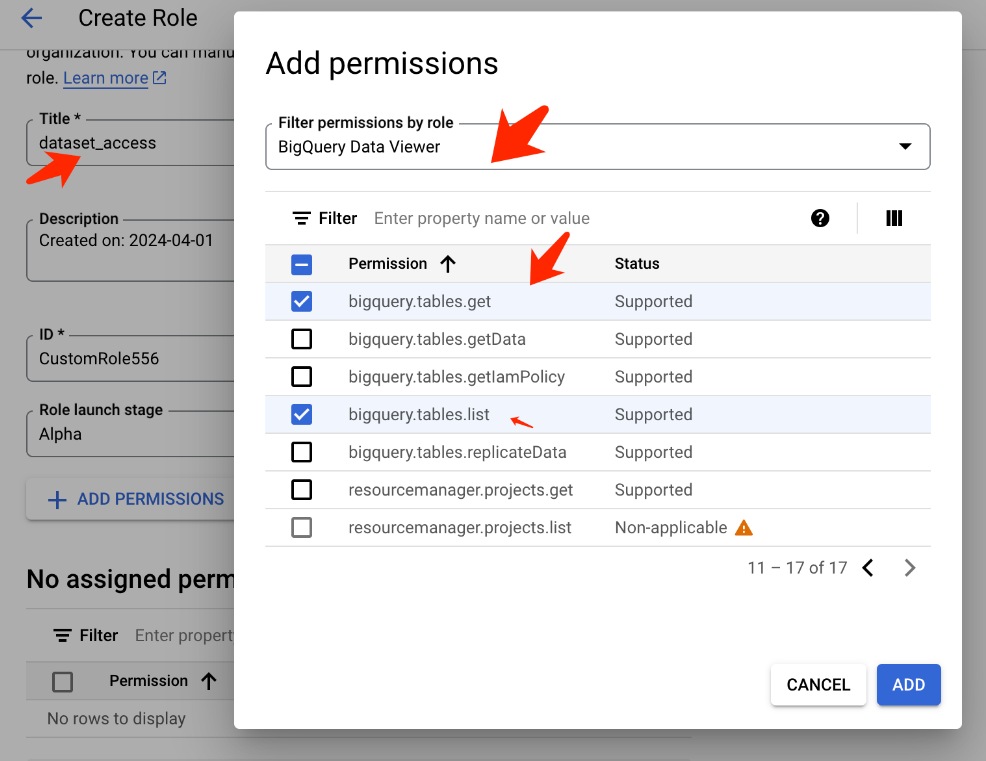 Create Role
organization. You can manu
role. Learn more
Title *
dataset_access
Description
Created on: 2024-04-01
ID *
CustomRole556
Role launch stage
Alpha
ADD PERMISSIONS
No assigned perm
Filter Enter propert
Permission
No rows to display
Add permissions
Filter permissions by role
BigQuery Data Viewer
Filter Enter property name or value
Permission Status
bigquery.tables.get Supported
bigquery.tables.getData Supported
bigquery.tables.getIamPolicy Supported
bigquery.tables.list Supported
bigquery.tables.replicateData Supported
resourcemanager.projects.get Supported
resourcemanager.projects.list Non-applicable
11 – 17 of 17
CANCEL ADD